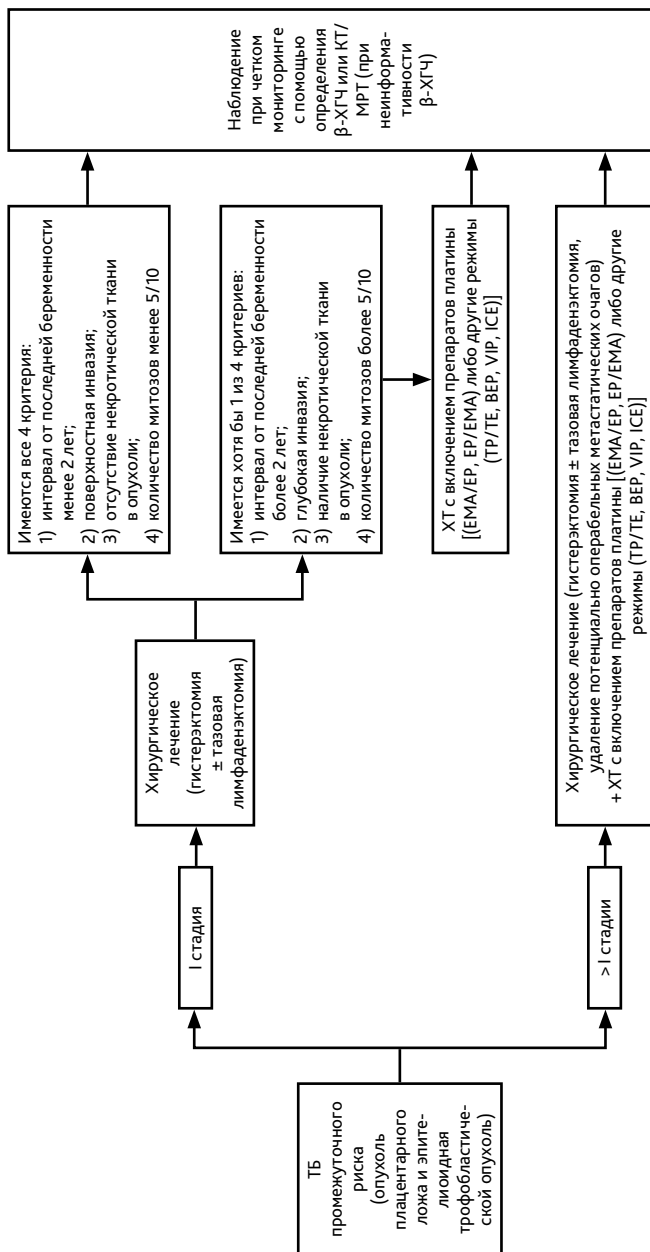 ТБ
промежуточного
риска
(опухоль
плацентарного
ложа и эпите-
лиоидная
трофобластиче-
ской опухоль)
I стадия
Хирургическое
лечение
(гистерэктомия
± тазовая
лимфаденэктомия)
Имеются все 4 критерия:
1) интервал от последней беременности
менее 2 лет;
2) поверхностная инвазия;
3) отсутствие некротической ткани
в опухоли;
4) количество митозов менее 5/10
Имеется хотя бы 1 из 4 критериев:
1) интервал от последней беременности
более 2 лет;
2) глубокая инвазия;
3) наличие некротической ткани
в опухоли;
4) количество митозов более 5/10
ХТ с включением препаратов платины
[(EMA/EP, EP/EMA) либо другие режимы
(TP/TE, BEP, VIP, ICE)]
>I стадии
Хирургическое лечение (гистерэктомия ± тазовая лимфаденэктомия,
удаление потенциально операбельных метастатических очагов)
+ ХТ с включением препаратов платины [(EMA/EP, EP/EMA) либо другие
режимы (TP/TE, BEP, VIP, ICE)]
Наблюдение
при четком
мониторинге
с помощью
определения
β-ХГЧ или КТ/
МРТ (при
неинформа-
тивности
β-ХГЧ)